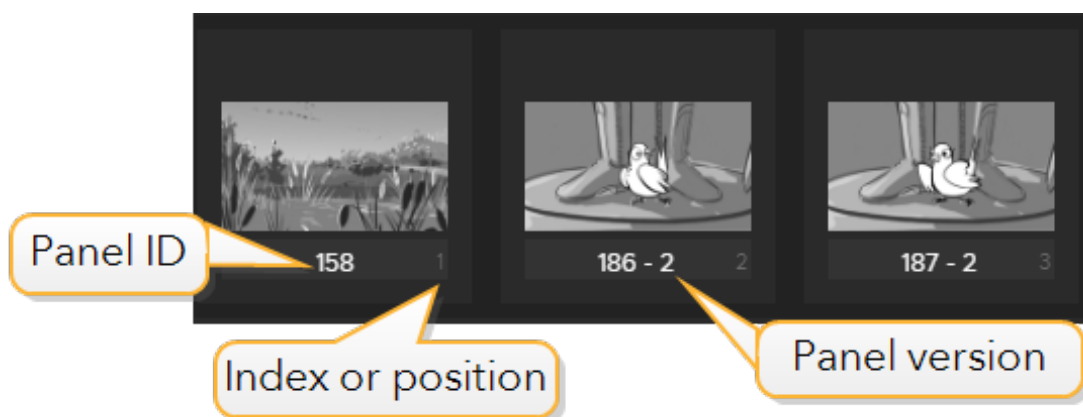 158 1
186 - 2 2
187 - 2 3
Panel ID
Index or position
Panel version